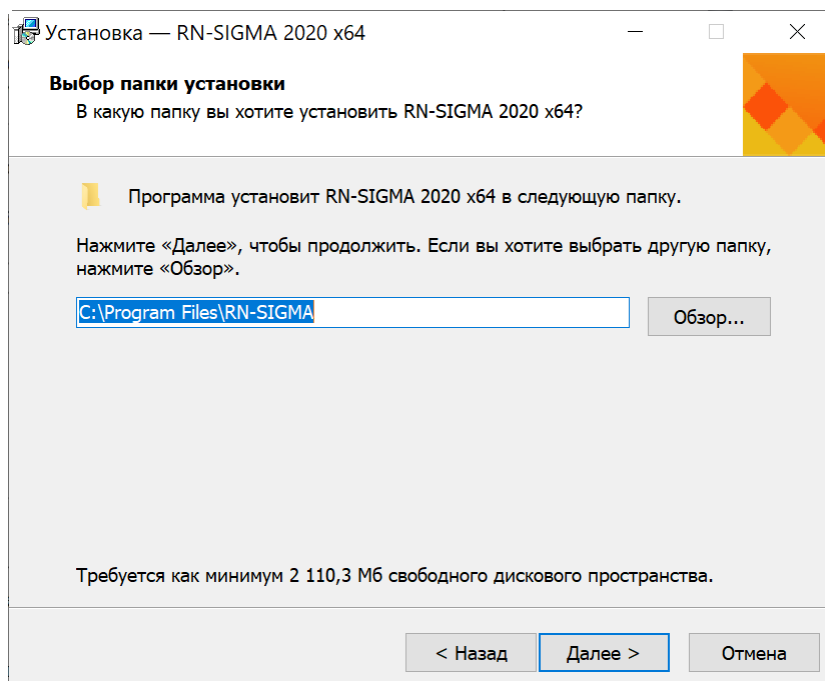 Установка — RN-SIGMA 2020 x64
Выбор папки установки
В какую папку вы хотите установить RN-SIGMA 2020 x64?
Программа установит RN-SIGMA 2020 x64 в следующую папку.
Нажмите «Далее», чтобы продолжить. Если вы хотите выбрать другую папку,
нажмите «Обзор».
C:\Program Files\RN-SIGMA
Обзор...
Требуется как минимум 2 110,3 Мб свободного дискового пространства.
< Назад
Далее >
Отмена